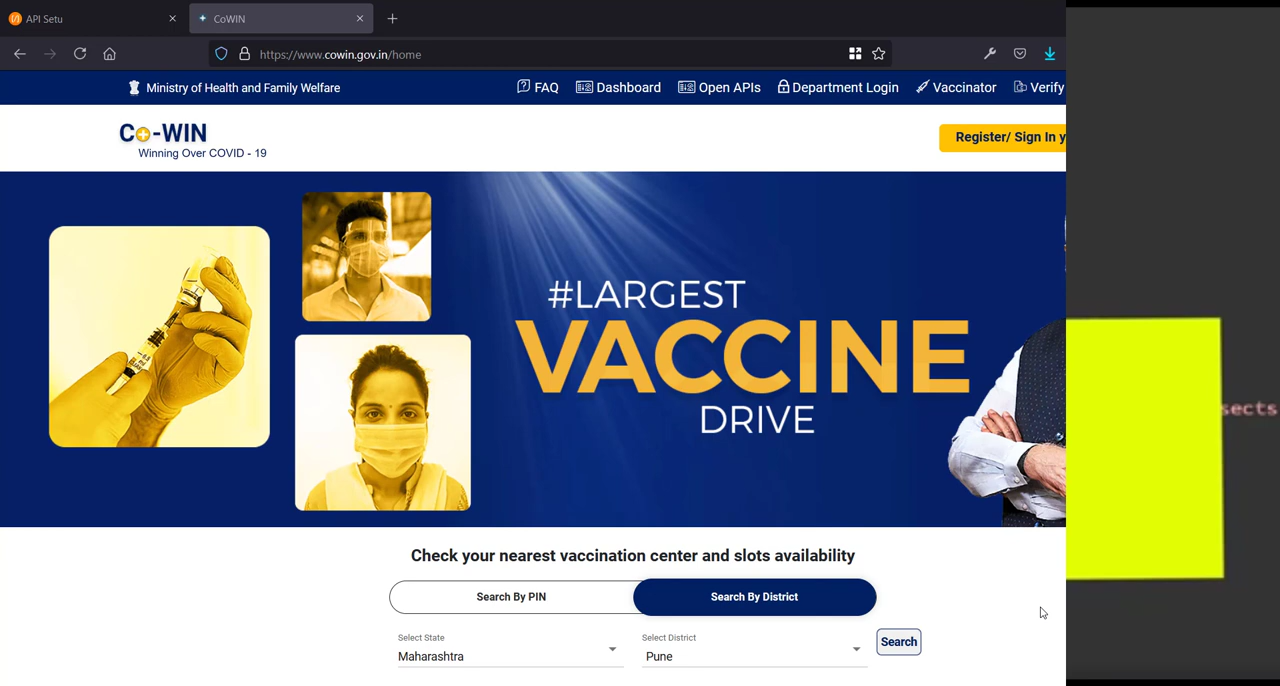 API Setu
CoWIN
https://www.cowin.gov.in/home
Ministry of Health and Family Welfare
FAQ
Dashboard
Open APIs
Department Login
Vaccinator
Verify
Co-WIN
Winning Over COVID - 19
Register/ Sign In y
#LARGEST
VACCINE
DRIVE
sects
Check your nearest vaccination center and slots availability
Search By PIN
Search By District
Select State
Maharashtra
Select District
Pune
Search